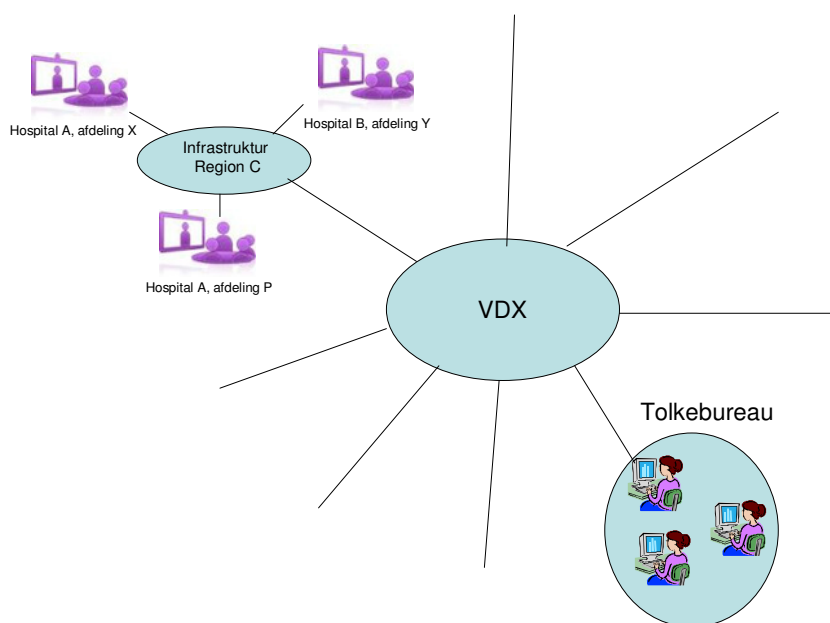 Hospital A, afdeling X
Hospital B, afdeling Y
Infrastruktur
Region C
Hospital A, afdeling P
VDX
Tolkebureau